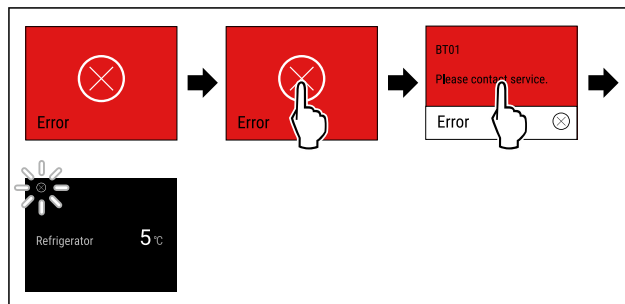 Error
Error
BT01
Please contact service.
Error
Refrigerator 5 °C